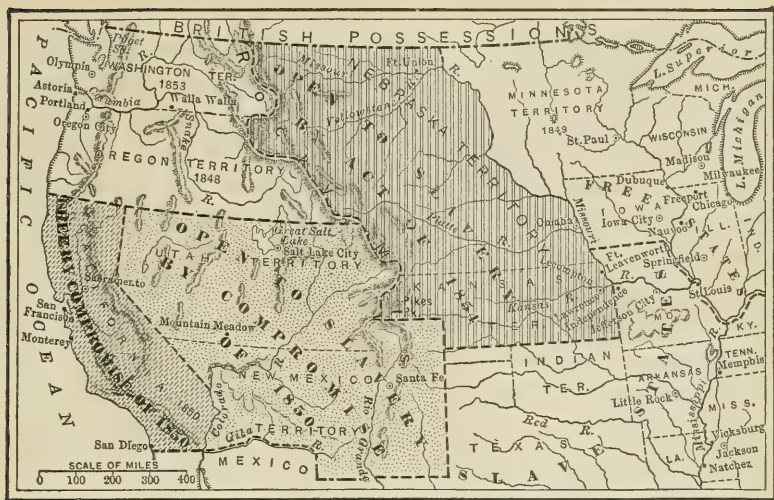 BRITISH POSSESSIONS
PACIFIC OCEAN
Puget Sd.
Olympia
WASHINGTON TER.
1853
Astoria
Columbia R.
Walla Walla
Portland
Oregon City
Snake R.
OREGON TERRITORY
1848
ROCKY M
OPEN TO SLAVERY
BY ACT OF 1854
NEBRASKA TERRITORY
Missouri R.
Ft. Union
Yellowstone R.
Platte R.
Omaha
KANSAS TER.
Lecompton
Kansas R.
Lawrence
Independence
Pikes Pk.
MINNESOTA TERRITORY
1849
St. Paul
L. Superior
MICH.
WISCONSIN
Madison
Milwaukee
L. Michigan
FREE STATES
Dubuque
Freeport
Chicago
IOWA
Iowa City
Nauvoo
ILL.
IND.
Missouri
Ft. Leavenworth
Springfield
St. Louis
Jefferson City
MO.
KY.
TENN.
Memphis
ARKANSAS
Little Rock
Mississippi R.
MISS.
Vicksburg
Jackson
Natchez
LA.
SLAVE STATES
INDIAN TER.
Red R.
TEXAS
FREE BY COMPROMISE OF 1850
CALIFORNIA 1850
Sacramento
San Francisco
Monterey
San Diego
OPEN TO SLAVERY
BY COMPROMISE OF 1850
Great Salt Lake
Salt Lake City
UTAH TERRITORY
Mountain Meadow
NEW MEXICO TERRITORY
Santa Fe
Colorado R.
Gila R.
Rio Grande
MEXICO
SCALE OF MILES
0 100 200 300 400